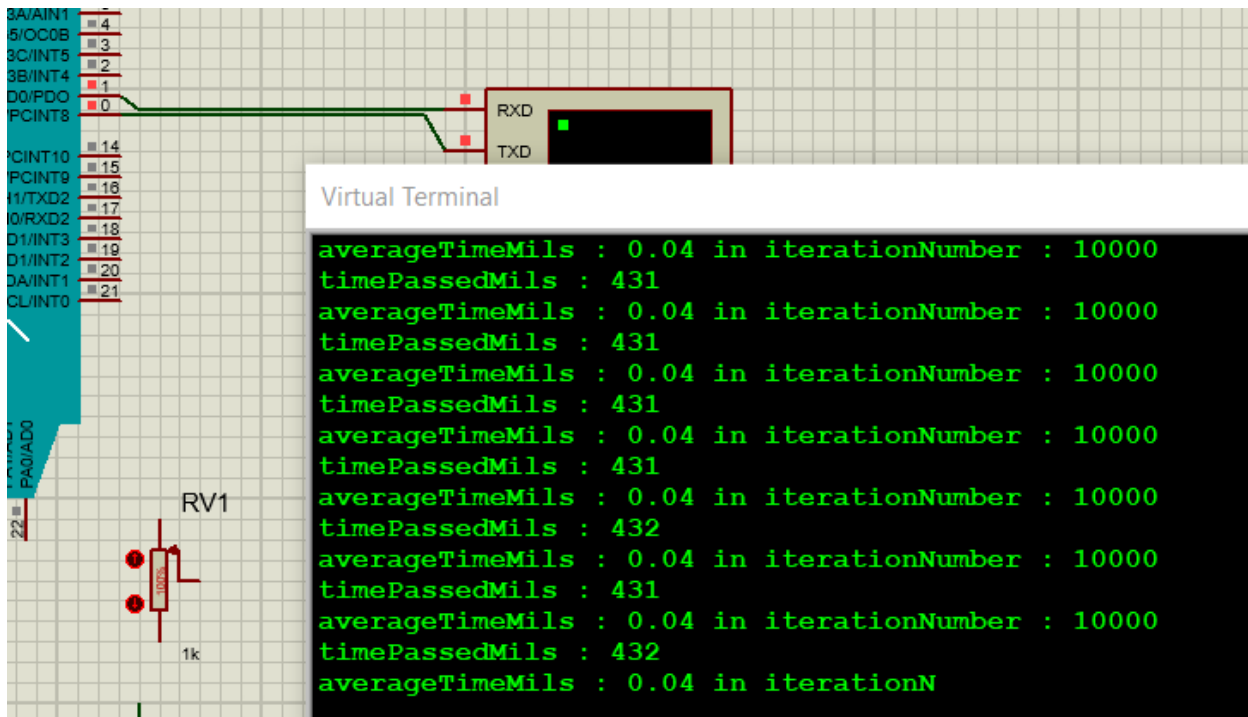 3A/AIN1
4
5/OC0B
3
3C/INT5
2
3B/INT4
1
D0/PDO
0
/PCINT8
14
PCINT10
15
/PCINT9
16
H1/TXD2
17
I0/RXD2
18
D1/INT3
19
D1/INT2
20
DA/INT1
21
CL/INT0
RXD
TXD
Virtual Terminal
averageTimeMils : 0.04 in iterationNumber : 10000
timePassedMils : 431
averageTimeMils : 0.04 in iterationNumber : 10000
timePassedMils : 431
averageTimeMils : 0.04 in iterationNumber : 10000
timePassedMils : 431
averageTimeMils : 0.04 in iterationNumber : 10000
timePassedMils : 431
averageTimeMils : 0.04 in iterationNumber : 10000
timePassedMils : 432
averageTimeMils : 0.04 in iterationNumber : 10000
timePassedMils : 431
averageTimeMils : 0.04 in iterationNumber : 10000
timePassedMils : 432
averageTimeMils : 0.04 in iterationN
PA0/AD0
22
RV1
100%
1k